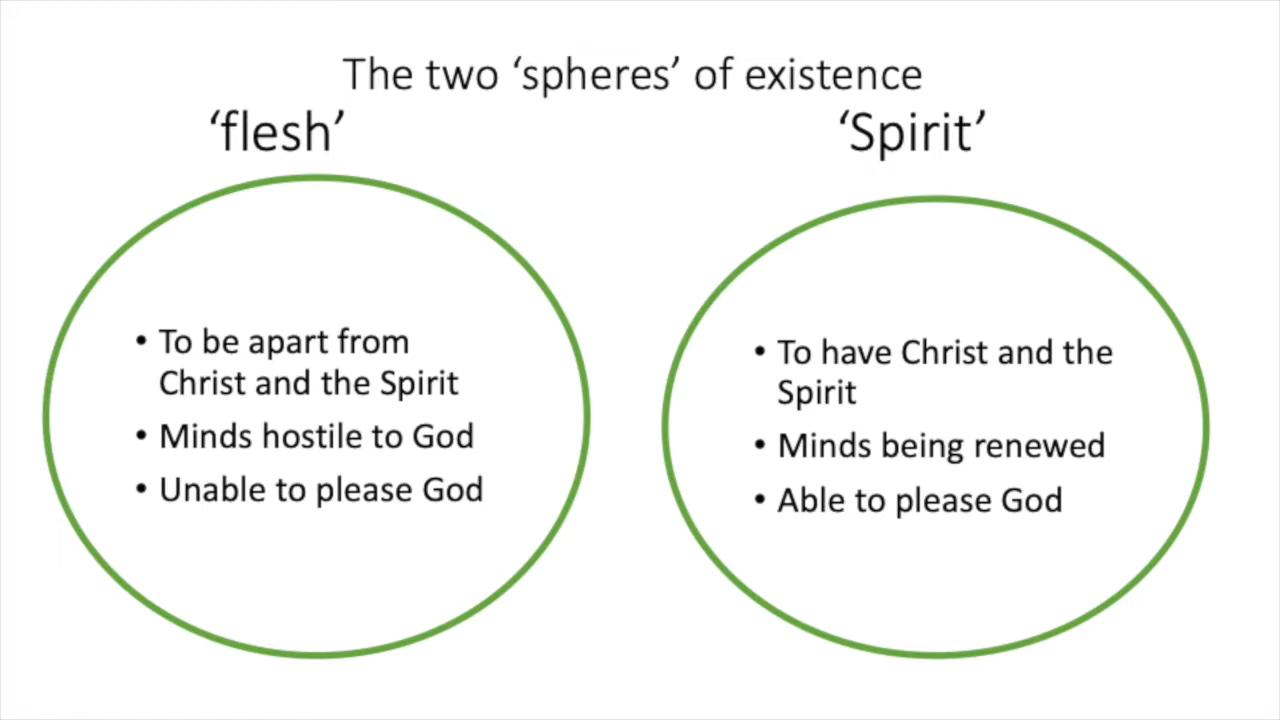 The two ‘spheres’ of existence
‘flesh’
‘Spirit’
• To be apart from
Christ and the Spirit
• Minds hostile to God
• Unable to please God
• To have Christ and the
Spirit
• Minds being renewed
• Able to please God